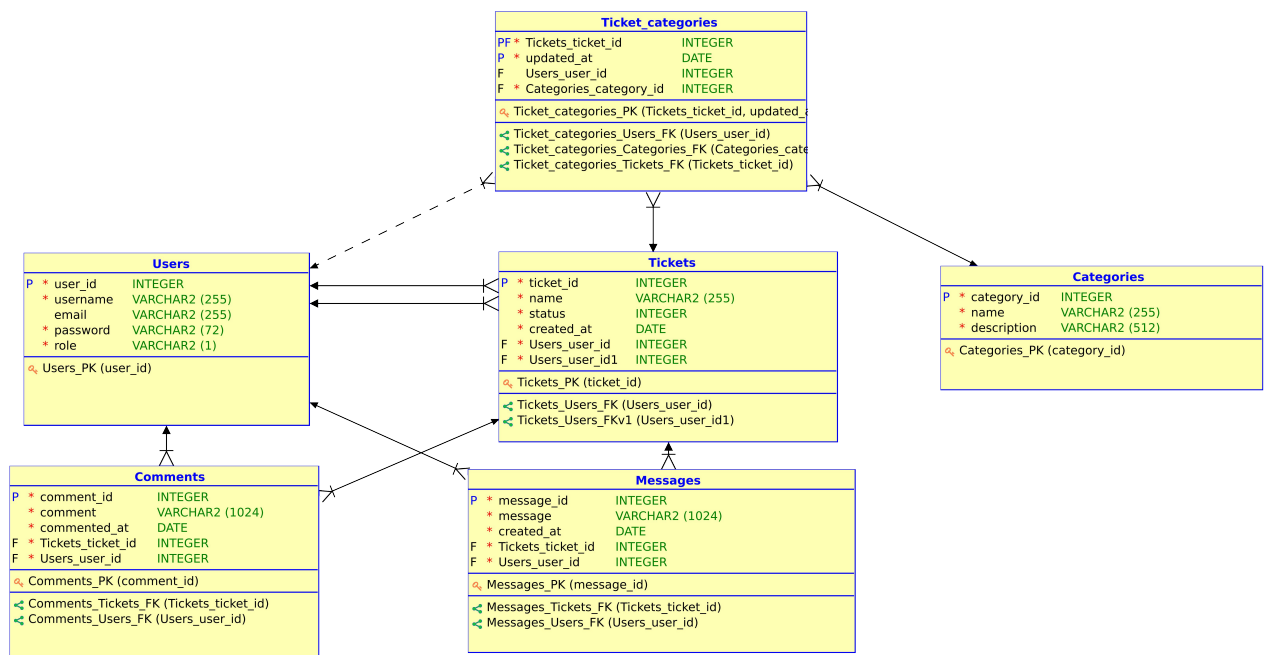 Ticket_categories
PF * Tickets_ticket_id INTEGER
P * updated_at DATE
F Users_user_id INTEGER
F * Categories_category_id INTEGER
Ticket_categories_PK (Tickets_ticket_id, updated_a
Ticket_categories_Users_FK (Users_user_id)
Ticket_categories_Categories_FK (Categories_cate
Ticket_categories_Tickets_FK (Tickets_ticket_id)
Users
P * user_id INTEGER
* username VARCHAR2 (255)
email VARCHAR2 (255)
* password VARCHAR2 (72)
* role VARCHAR2 (1)
Users_PK (user_id)
Tickets
P * ticket_id INTEGER
* name VARCHAR2 (255)
* status INTEGER
* created_at DATE
F * Users_user_id INTEGER
F * Users_user_id1 INTEGER
Tickets_PK (ticket_id)
Tickets_Users_FK (Users_user_id)
Tickets_Users_FKv1 (Users_user_id1)
Categories
P * category_id INTEGER
* name VARCHAR2 (255)
* description VARCHAR2 (512)
Categories_PK (category_id)
Comments
P * comment_id INTEGER
* comment VARCHAR2 (1024)
* commented_at DATE
F * Tickets_ticket_id INTEGER
F * Users_user_id INTEGER
Comments_PK (comment_id)
Comments_Tickets_FK (Tickets_ticket_id)
Comments_Users_FK (Users_user_id)
Messages
P * message_id INTEGER
* message VARCHAR2 (1024)
* created_at DATE
F * Tickets_ticket_id INTEGER
F * Users_user_id INTEGER
Messages_PK (message_id)
Messages_Tickets_FK (Tickets_ticket_id)
Messages_Users_FK (Users_user_id)